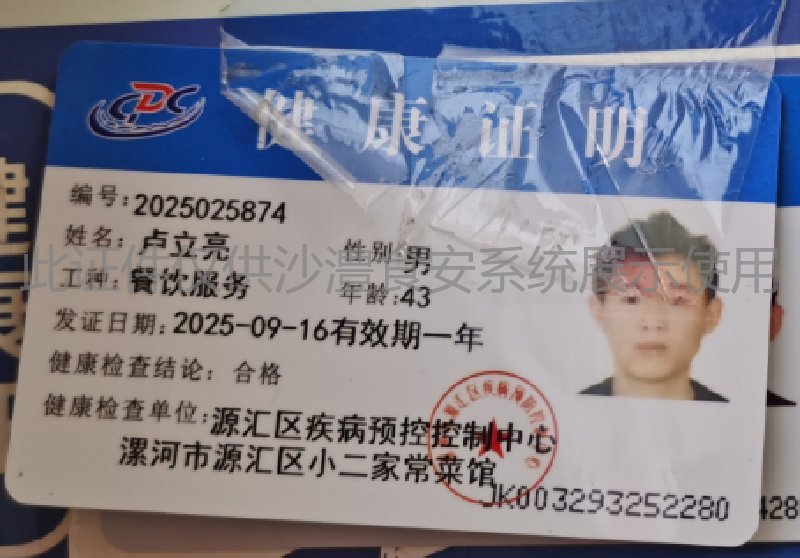 CDC
健康证明
编号:2025025874
姓名:卢立亮 性别:男
此证件仅供沙澧食安系统展示使用
工种:餐饮服务 年龄:43
发证日期:2025-09-16有效期一年
健康检查结论: 合格
健康检查单位:源汇区疾病预控控制中心
漯河市源汇区小二家常菜馆
JK003293252280
428